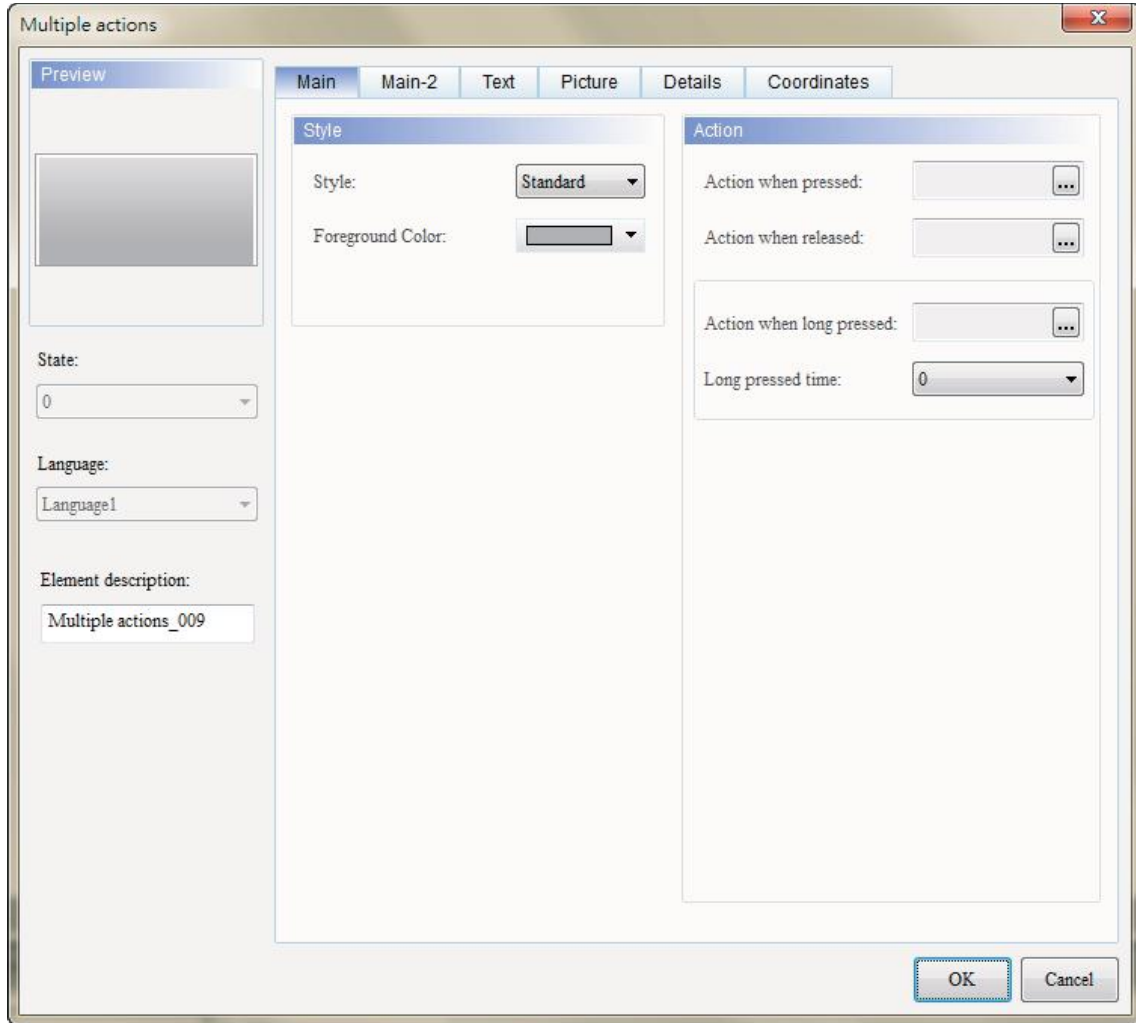 Multiple actions
Preview
State:
0
Language:
Language1
Element description:
Multiple actions_009
Main
Main-2
Text
Picture
Details
Coordinates
Style
Style:
Standard
Foreground Color:
Action
Action when pressed:
...
Action when released:
...
Action when long pressed:
...
Long pressed time:
0
OK
Cancel